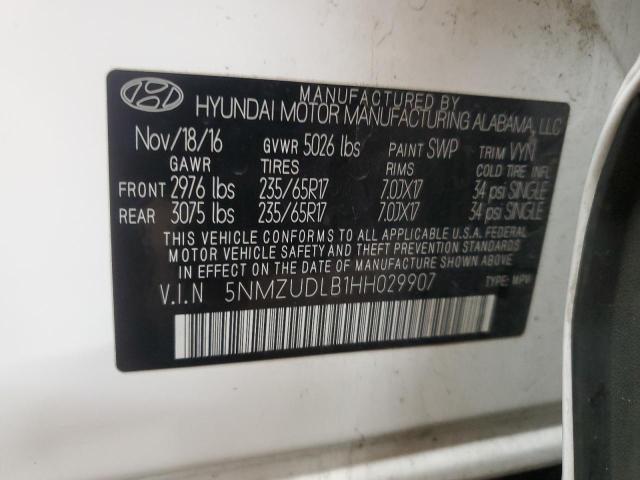 MANUFACTURED BY
HYUNDAI MOTOR MANUFACTURING ALABAMA, LLC
Nov/18/16 GVWR 5026 lbs PAINT SWP TRIM VYN
GAWR TIRES RIMS COLD TIRE INFL
FRONT 2976 lbs 235/65R17 7.0JX17 34 psi SINGLE
REAR 3075 lbs 235/65R17 7.0JX17 34 psi SINGLE
THIS VEHICLE CONFORMS TO ALL APPLICABLE U.S.A. FEDERAL
MOTOR VEHICLE SAFETY AND THEFT PREVENTION STANDARDS
IN EFFECT ON THE DATE OF MANUFACTURE SHOWN ABOVE.
V.I.N 5NMZUDLB1HH029907 TYPE: MPV